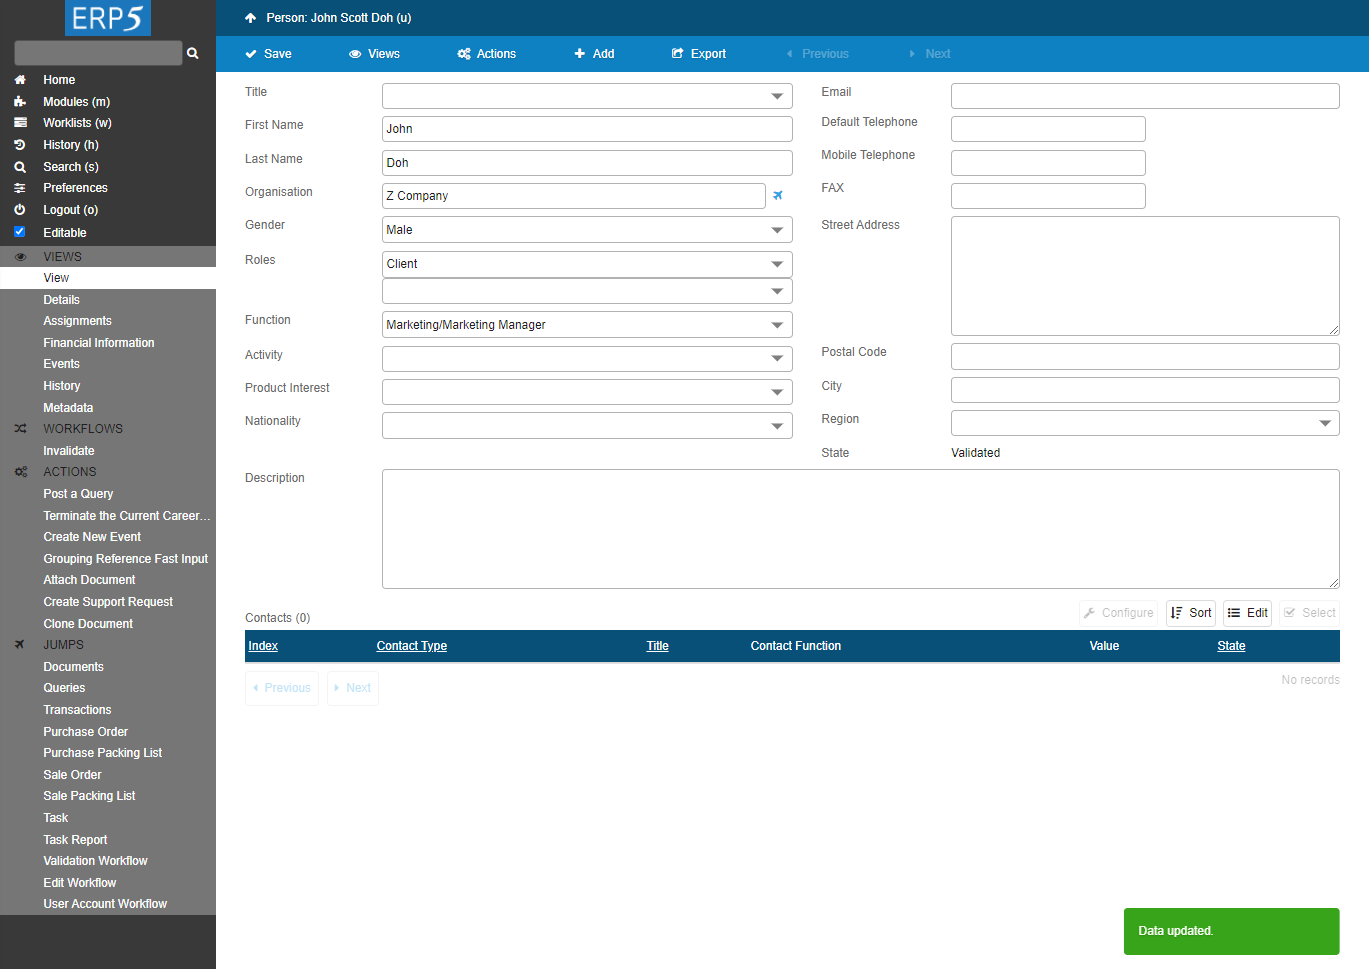 ERP5
Home
Modules (m)
Worklists (w)
History (h)
Search (s)
Preferences
Logout (o)
Editable
VIEWS
View
Details
Assignments
Financial Information
Events
History
Metadata
WORKFLOWS
Invalidate
ACTIONS
Post a Query
Terminate the Current Career...
Create New Event
Grouping Reference Fast Input
Attach Document
Create Support Request
Clone Document
JUMPS
Documents
Queries
Transactions
Purchase Order
Purchase Packing List
Sale Order
Sale Packing List
Task
Task Report
Validation Workflow
Edit Workflow
User Account Workflow
Person: John Scott Doh (u)
Save Views Actions Add Export Previous Next
Title
First Name John
Last Name Doh
Organisation Z Company
Gender Male
Roles Client
Function Marketing/Marketing Manager
Activity
Product Interest
Nationality
Email
Default Telephone
Mobile Telephone
FAX
Street Address
Postal Code
City
Region
State Validated
Description
Contacts (0) Configure Sort Edit Select
Index Contact Type Title Contact Function Value State
Previous Next No records
Data updated.